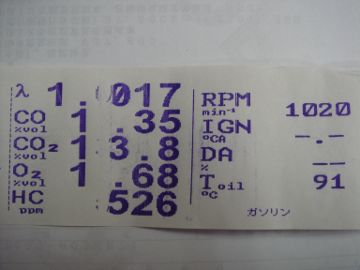 λ 1.017
CO %vol 1.35
CO₂ %vol 13.8
O₂ %vol 1.68
HC ppm 526
RPM min⁻¹ 1020
IGN °CA -.-
DA % --
Toil °C 91
ガソリン